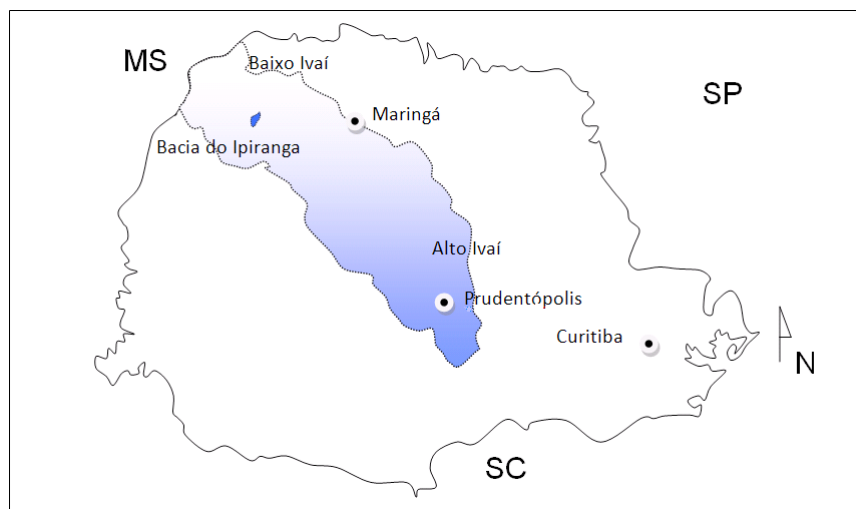 MS
Baixo Ivaí
SP
Maringá
Bacia do Ipiranga
Alto Ivaí
Prudentópolis
Curitiba
N
SC